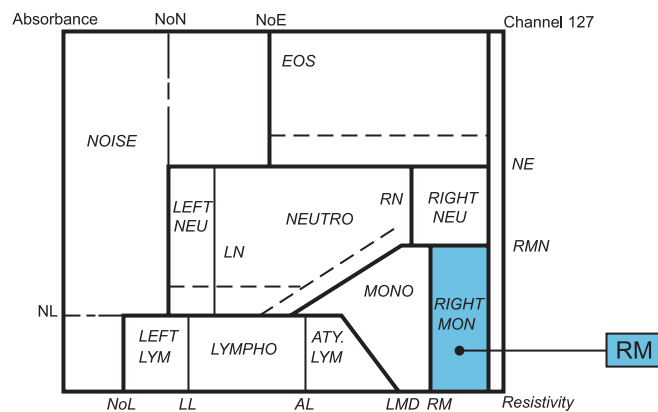 Absorbance NoN NoE Channel 127
EOS
NOISE
NE
LEFT
NEU
NEUTRO
RN
RIGHT
NEU
LN
RMN
MONO
RIGHT
MON
NL
LEFT
LYM
LYMPHO
ATY.
LYM
RM
NoL LL AL LMD RM Resistivity